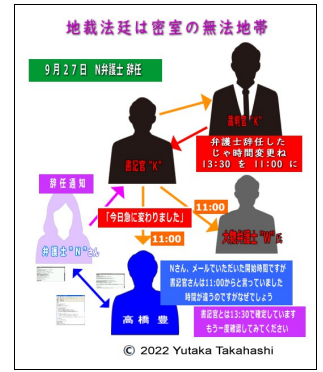 地裁法廷は密室の無法地帯
9月27日 N弁護士 辞任
裁判官"K"
弁護士辞任した
じゃ時間変更ね
13:30 を 11:00 に
書記官"K"
辞任通知
「今日急に変わりました」
11:00
11:00
弁護士"N"さん
大物弁護士"W"氏
Nさん、メールでいただいた開始時間ですが
書記官さんは11:00からと言っていました
時間が違うのですがなぜでしょう
高橋 豊
書記官とは13:30で確定しています
もう一度確認してみてください
© 2022 Yutaka Takahashi